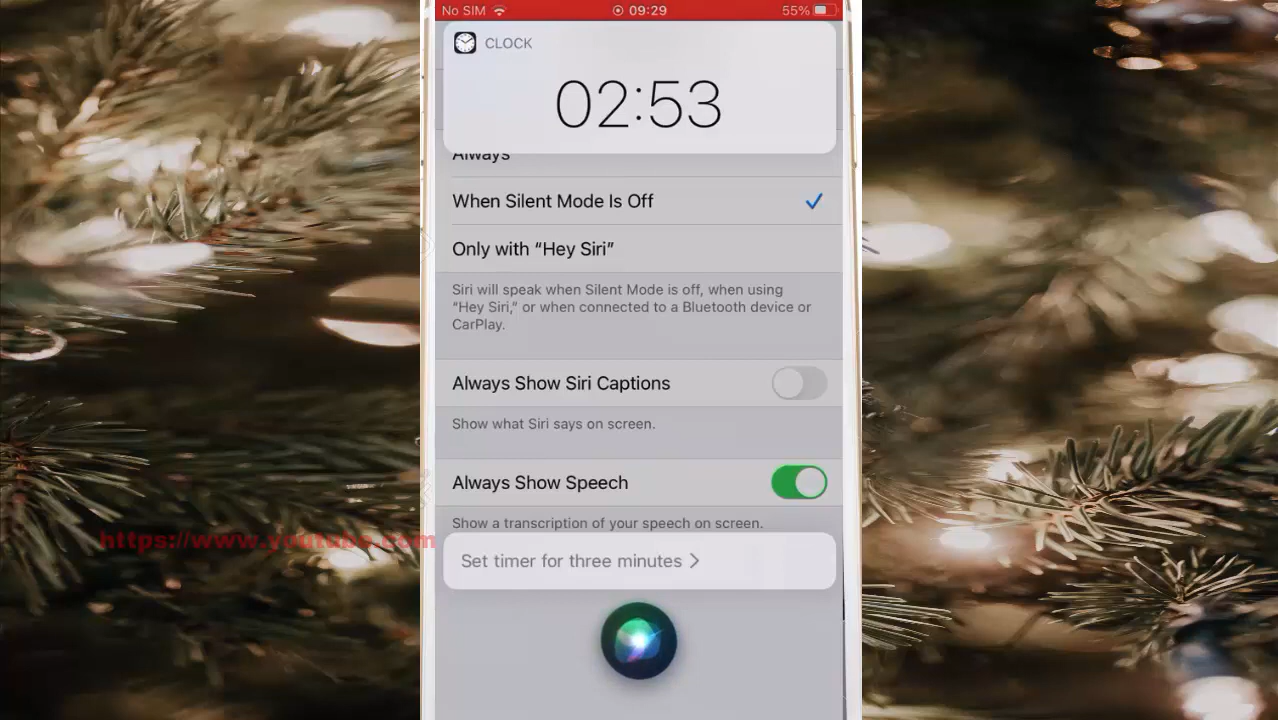 No SIM 09:29 55%
CLOCK
02:53
Always
When Silent Mode Is Off
Only with “Hey Siri”
Siri will speak when Silent Mode is off, when using
“Hey Siri,” or when connected to a Bluetooth device or
CarPlay.
Always Show Siri Captions
Show what Siri says on screen.
Always Show Speech
Show a transcription of your speech on screen.
https://www.youtube.com
Set timer for three minutes >